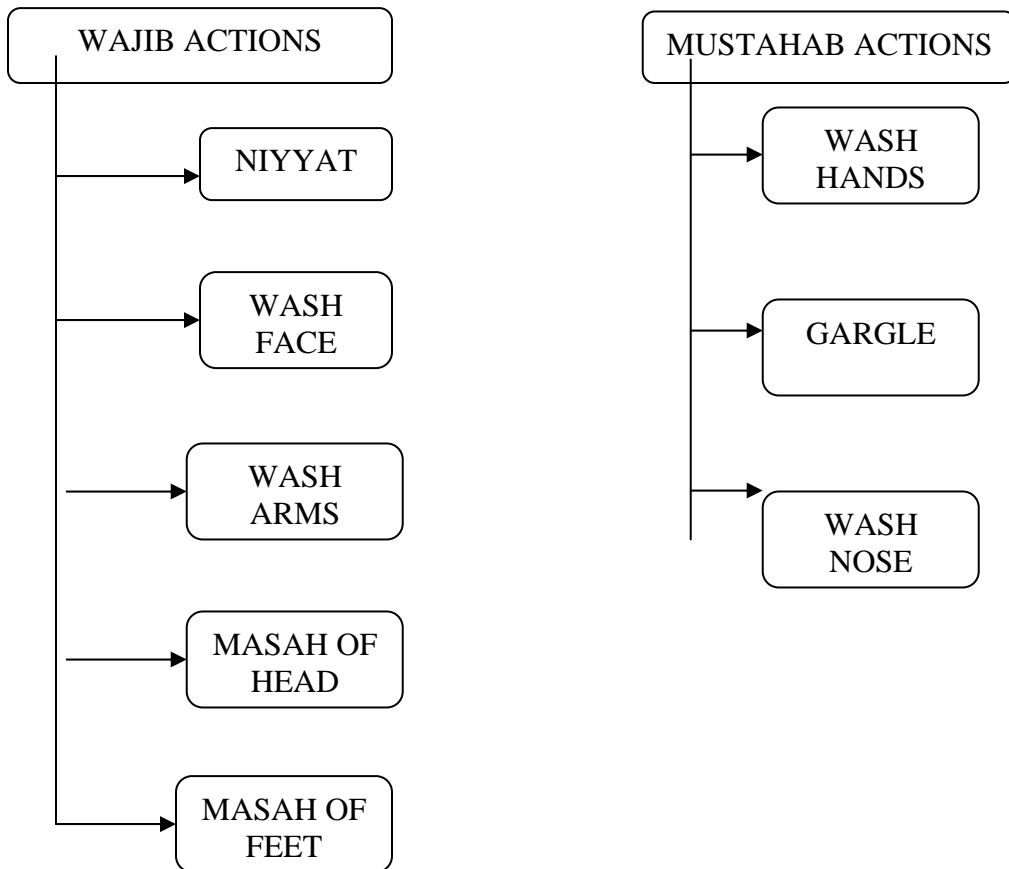 WAJIB ACTIONS
NIYYAT
WASH
FACE
WASH
ARMS
MASAH OF
HEAD
MASAH OF
FEET
MUSTAHAB ACTIONS
WASH
HANDS
GARGLE
WASH
NOSE